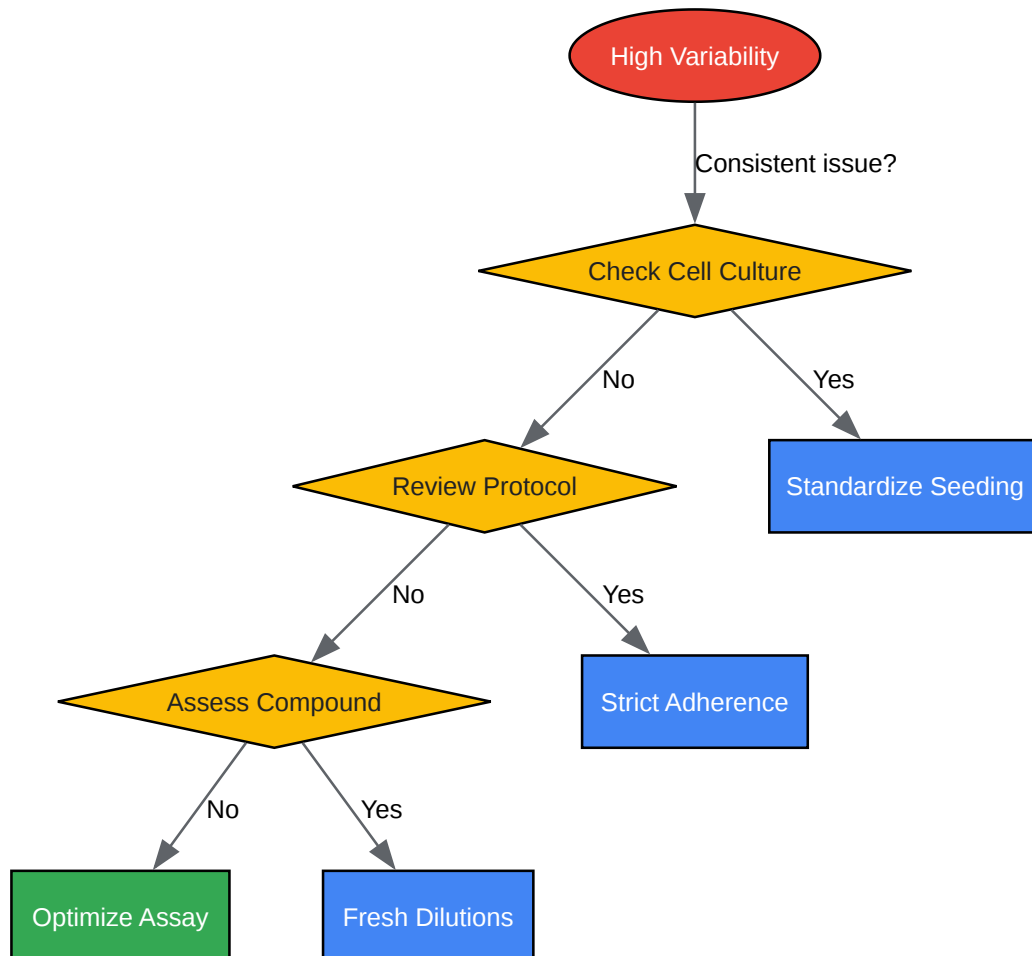 High Variability
Consistent issue?
Check Cell Culture
No
Yes
Review Protocol
Standardize Seeding
No
Yes
Assess Compound
Strict Adherence
No
Yes
Optimize Assay
Fresh Dilutions